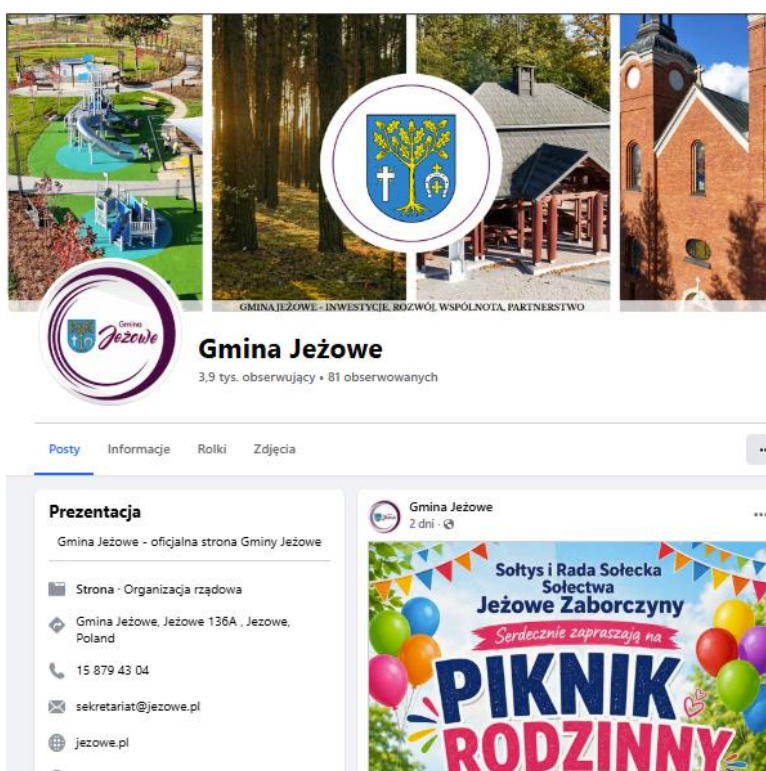 GMINA JEŻOWE - INWESTYCJE, ROZWÓJ, WSPÓLNOTA, PARTNERSTWO
Gmina
Jeżowe
Gmina Jeżowe
3,9 tys. obserwujący • 81 obserwowanych
Posty
Informacje
Rolki
Zdjęcia
Prezentacja
Gmina Jeżowe - oficjalna strona Gminy Jeżowe
Strona · Organizacja rządowa
Gmina Jeżowe, Jeżowe 136A , Jezowe,
Poland
15 879 43 04
sekretariat@jezowe.pl
jezowe.pl
Gmina Jeżowe
2 dni ·
Sołtys i Rada Sołecka
Sołectwa
Jeżowe Zaborczyny
Serdecznie zapraszają na
PIKNIK
RODZINNY